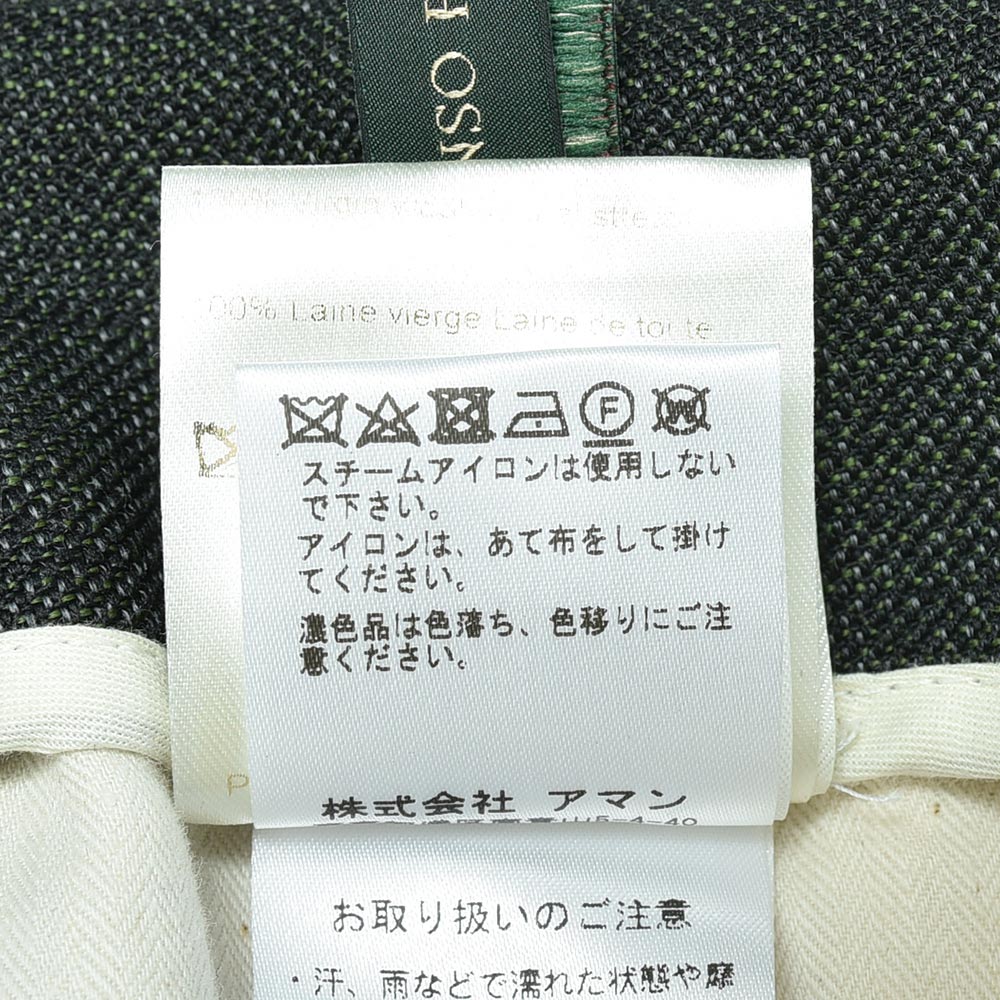 100% Laine vierge Laine de toute
F W
スチームアイロンは使用しない
で下さい。
アイロンは、あて布をして掛け
てください。
濃色品は色落ち、色移りにご注
意ください。
株式会社 アマン
お取り扱いのご注意
・汗、雨などで濡れた状態や摩